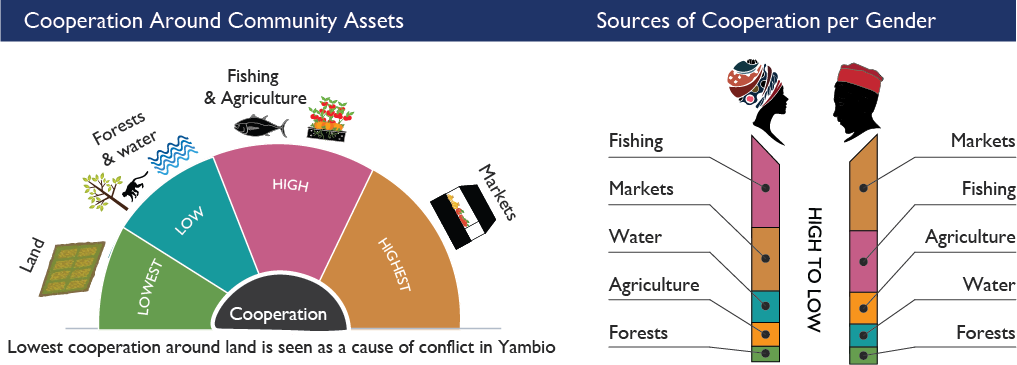 Cooperation Around Community Assets
Sources of Cooperation per Gender
Fishing
& Agriculture
Forests
& water
Markets
Land
HIGH
LOW
LOWEST
HIGHEST
Cooperation
Lowest cooperation around land is seen as a cause of conflict in Yambio
Fishing
Markets
Water
Agriculture
Forests
HIGH TO LOW
Markets
Fishing
Agriculture
Water
Forests